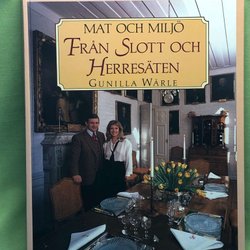 MAT OCH MILJÖ
FRÅN SLOTT OCH
HERRESÄTEN
GUNILLA WÄRLE